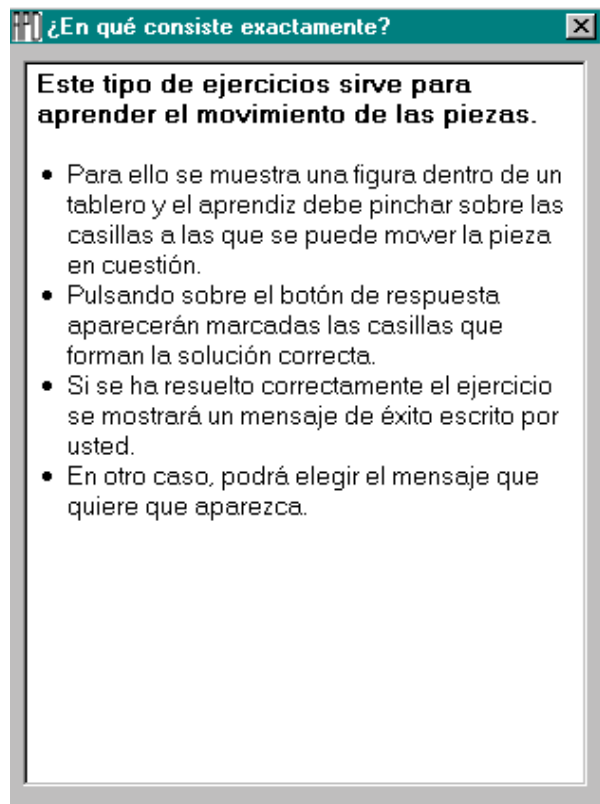 ¿En qué consiste exactamente?
Este tipo de ejercicios sirve para
aprender el movimiento de las piezas.
• Para ello se muestra una figura dentro de un
tablero y el aprendiz debe pinchar sobre las
casillas a las que se puede mover la pieza
en cuestión.
• Pulsando sobre el botón de respuesta
aparecerán marcadas las casillas que
forman la solución correcta.
• Si se ha resuelto correctamente el ejercicio
se mostrará un mensaje de éxito escrito por
usted.
• En otro caso, podrá elegir el mensaje que
quiere que aparezca.